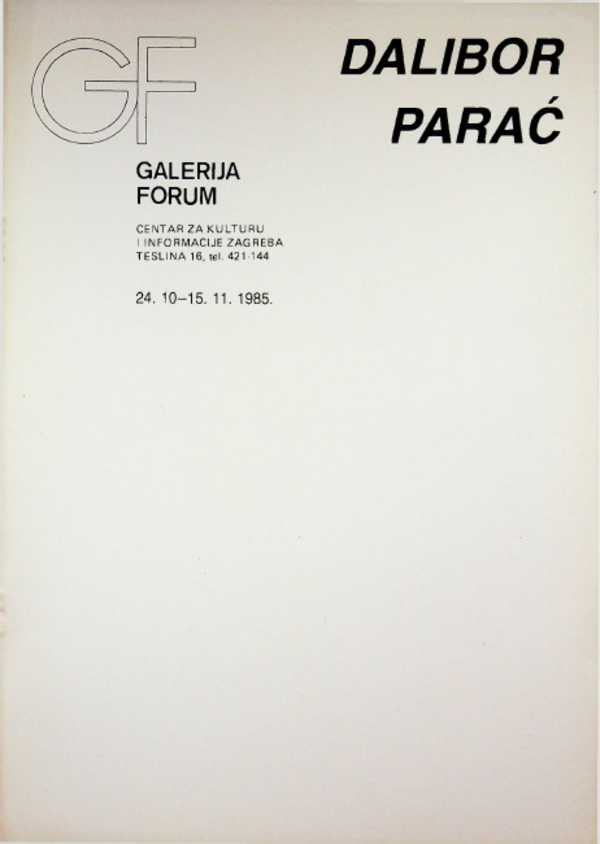 GF
DALIBOR
PARAĆ
GALERIJA
FORUM
CENTAR ZA KULTURU
I INFORMACIJE ZAGREBA
TESLINA 16, tel. 421-144
24. 10–15. 11. 1985.